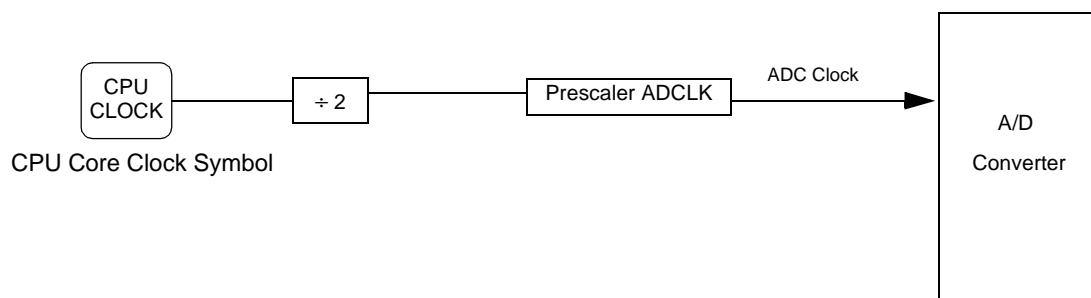 CPU
CLOCK
CPU Core Clock Symbol
÷ 2
Prescaler ADCLK
ADC Clock
A/D
Converter